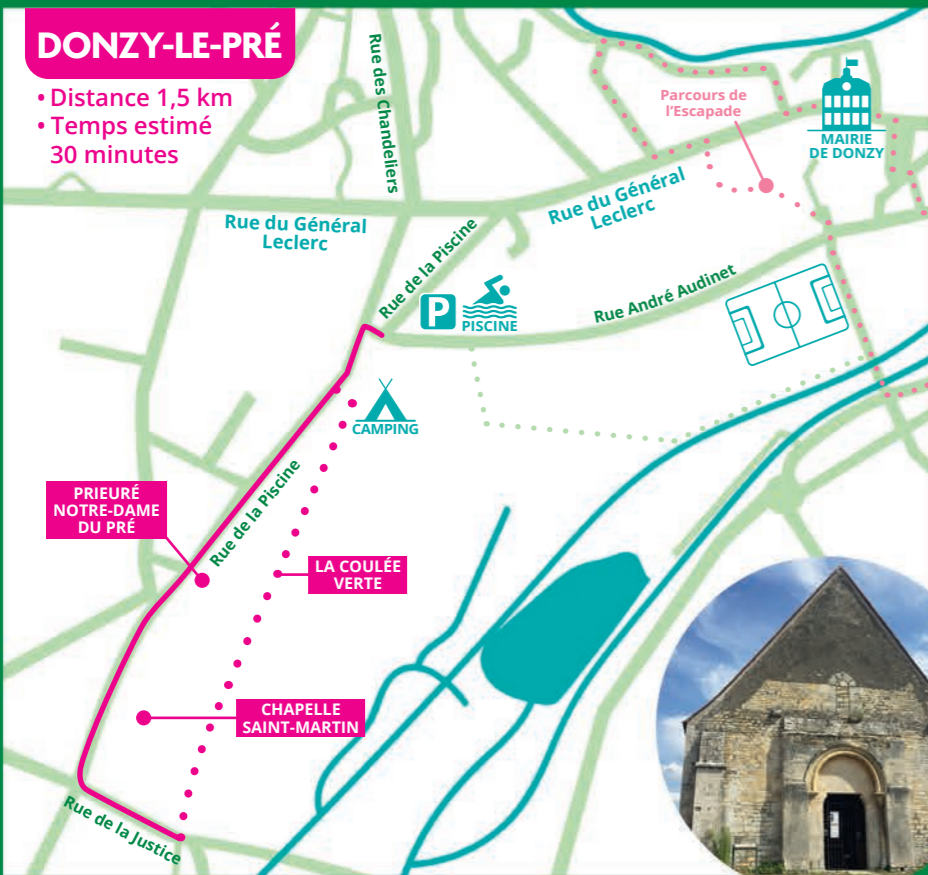 DONZY-LE-PRÉ
• Distance 1,5 km
• Temps estimé
30 minutes
Rue des Chandeliers
Parcours de
l'Escapade
MAIRIE
DE DONZY
Rue du Général
Leclerc
Rue du Général
Leclerc
Rue de la Piscine
P
PISCINE
Rue André Audinet
CAMPING
PRIEURÉ
NOTRE-DAME
DU PRÉ
Rue de la Piscine
LA COULÉE
VERTE
CHAPELLE
SAINT-MARTIN
Rue de la Justice